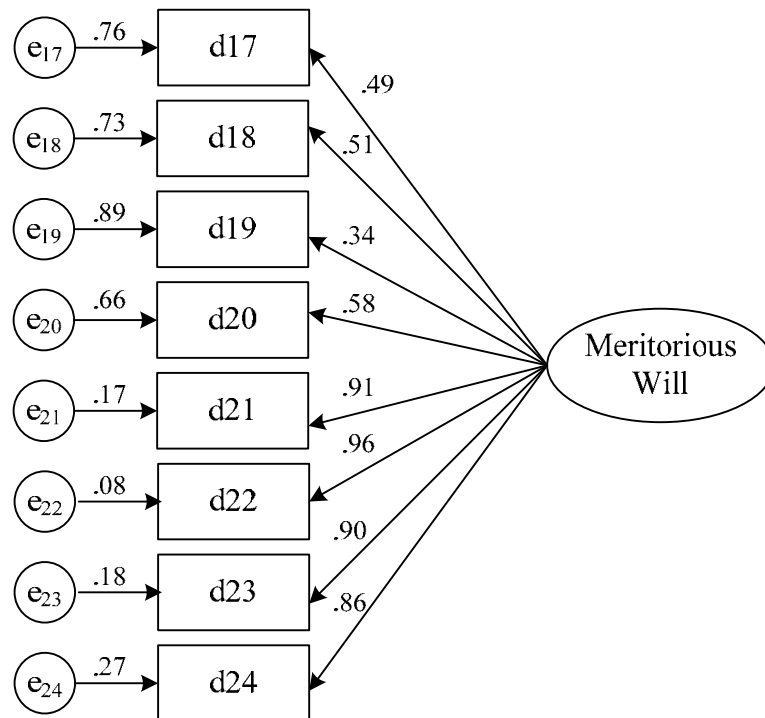 e17 .76 d17 .49
e18 .73 d18 .51
e19 .89 d19 .34
e20 .66 d20 .58
Meritorious
Will
e21 .17 d21 .91
e22 .08 d22 .96
e23 .18 d23 .90
e24 .27 d24 .86